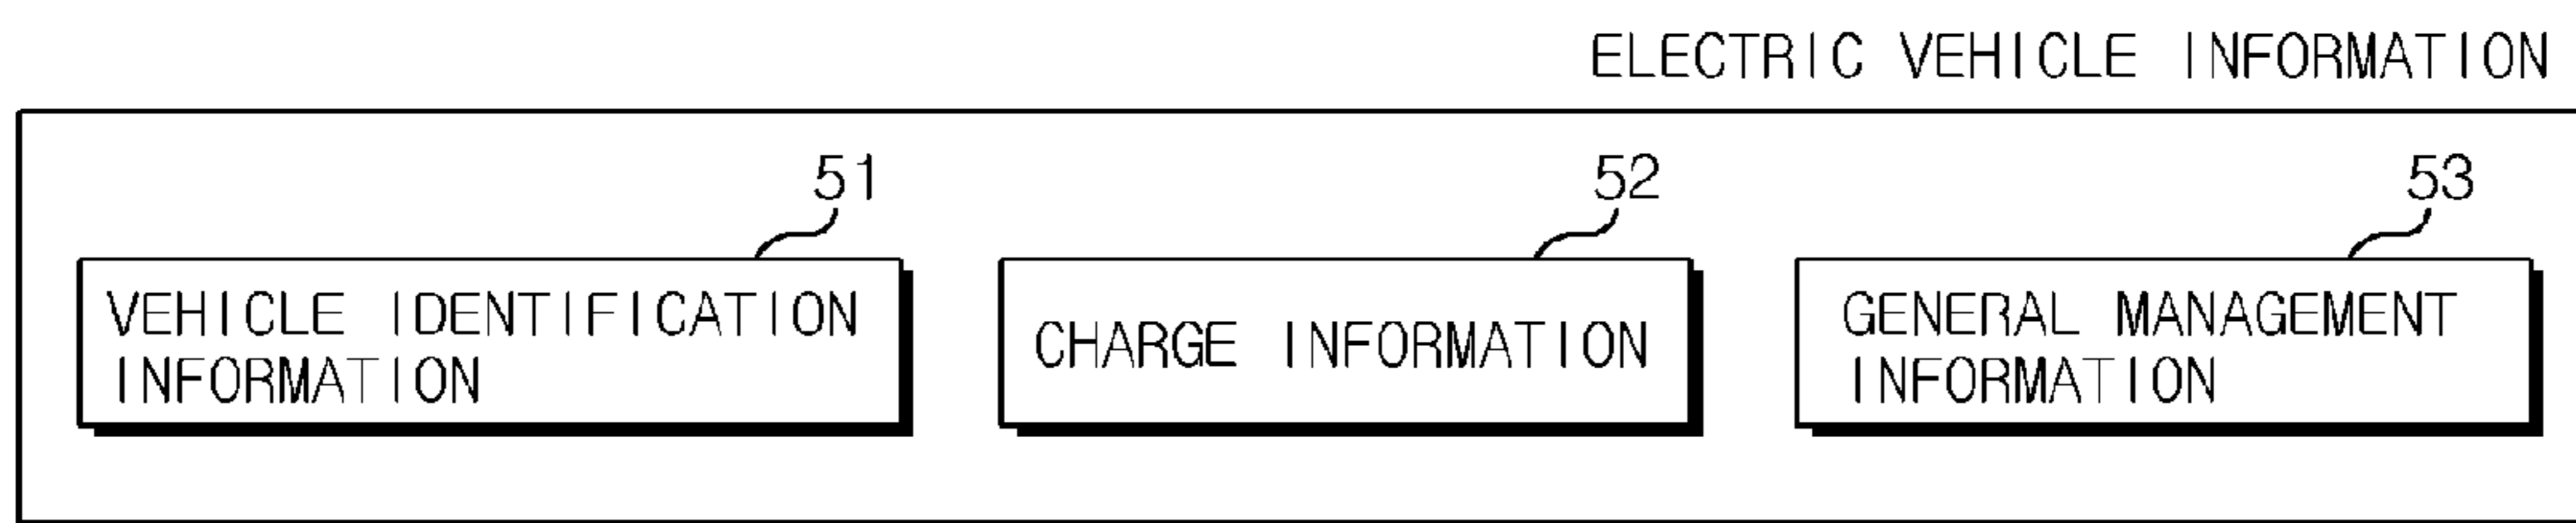 ELECTRIC VEHICLE INFORMATION
51
52
53
VEHICLE IDENTIFICATION
INFORMATION
CHARGE INFORMATION
GENERAL MANAGEMENT
INFORMATION